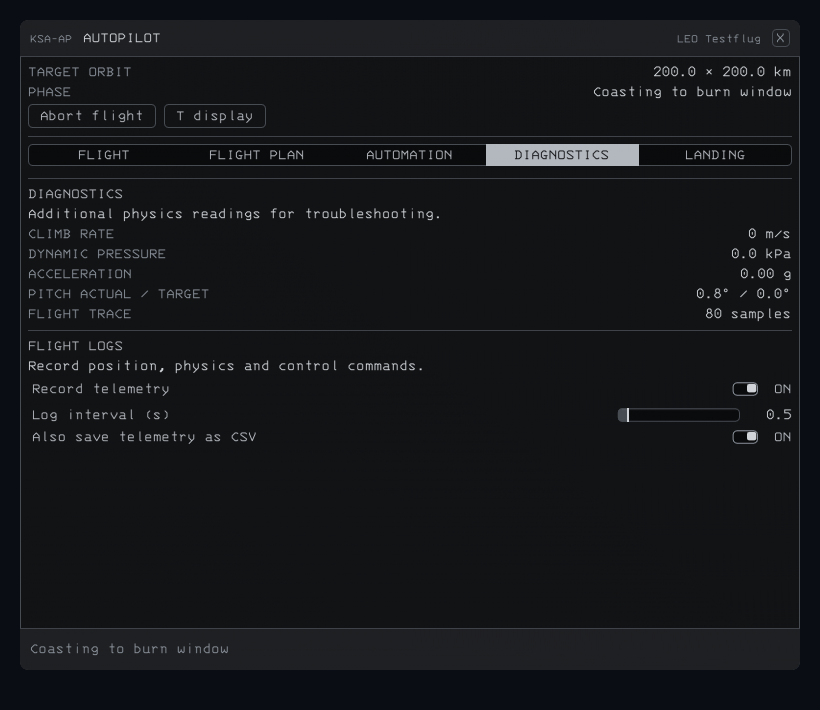 KSA-AP AUTOPILOT LEO Testflug X
TARGET ORBIT 200.0 × 200.0 km
PHASE Coasting to burn window
Abort flight T display
FLIGHT FLIGHT PLAN AUTOMATION DIAGNOSTICS LANDING
DIAGNOSTICS
Additional physics readings for troubleshooting.
CLIMB RATE 0 m/s
DYNAMIC PRESSURE 0.0 kPa
ACCELERATION 0.00 g
PITCH ACTUAL / TARGET 0.8° / 0.0°
FLIGHT TRACE 80 samples
FLIGHT LOGS
Record position, physics and control commands.
Record telemetry ON
Log interval (s) 0.5
Also save telemetry as CSV ON
Coasting to burn window